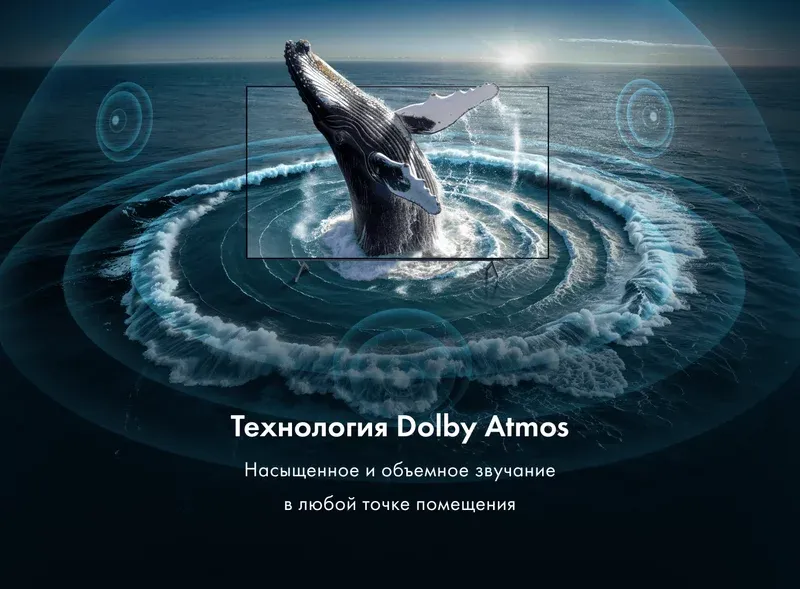 Технология Dolby Atmos
Насыщенное и объемное звучание
в любой точке помещения